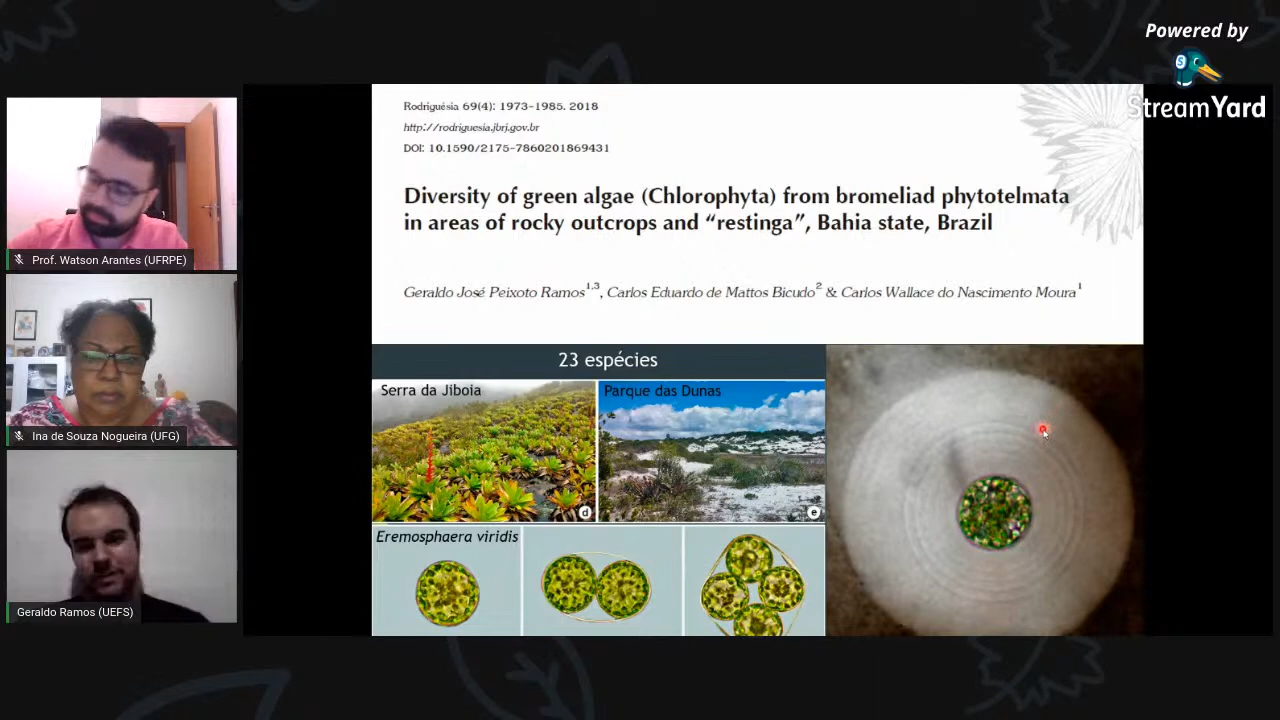 Powered by
StreamYard
Prof. Watson Arantes (UFRPE)
Ina de Souza Nogueira (UFG)
Geraldo Ramos (UEFS)
Rodriguésia 69(4): 1973-1985. 2018
http://rodriguesia.jbrj.gov.br
DOI: 10.1590/2175-7860201869431
Diversity of green algae (Chlorophyta) from bromeliad phytotelmata
in areas of rocky outcrops and “restinga”, Bahia state, Brazil
Geraldo José Peixoto Ramos1,3, Carlos Eduardo de Mattos Bicudo2 & Carlos Wallace do Nascimento Moura1
23 espécies
Serra da Jiboia
Parque das Dunas
d
e
Eremosphaera viridis